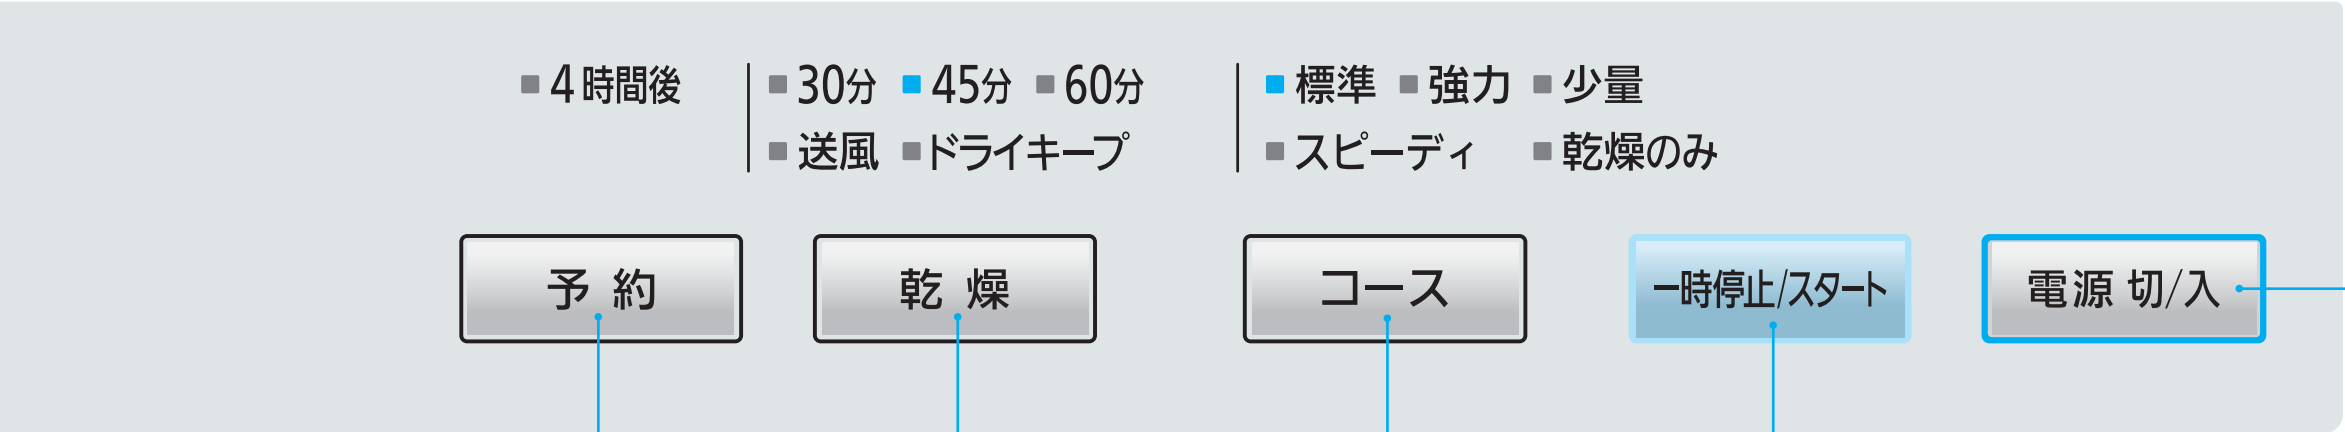 4時間後 30分 45分 60分 標準 強力 少量
送風 ドライキープ スピーディ 乾燥のみ
予約 乾燥 コース 一時停止/スタート 電源 切/入